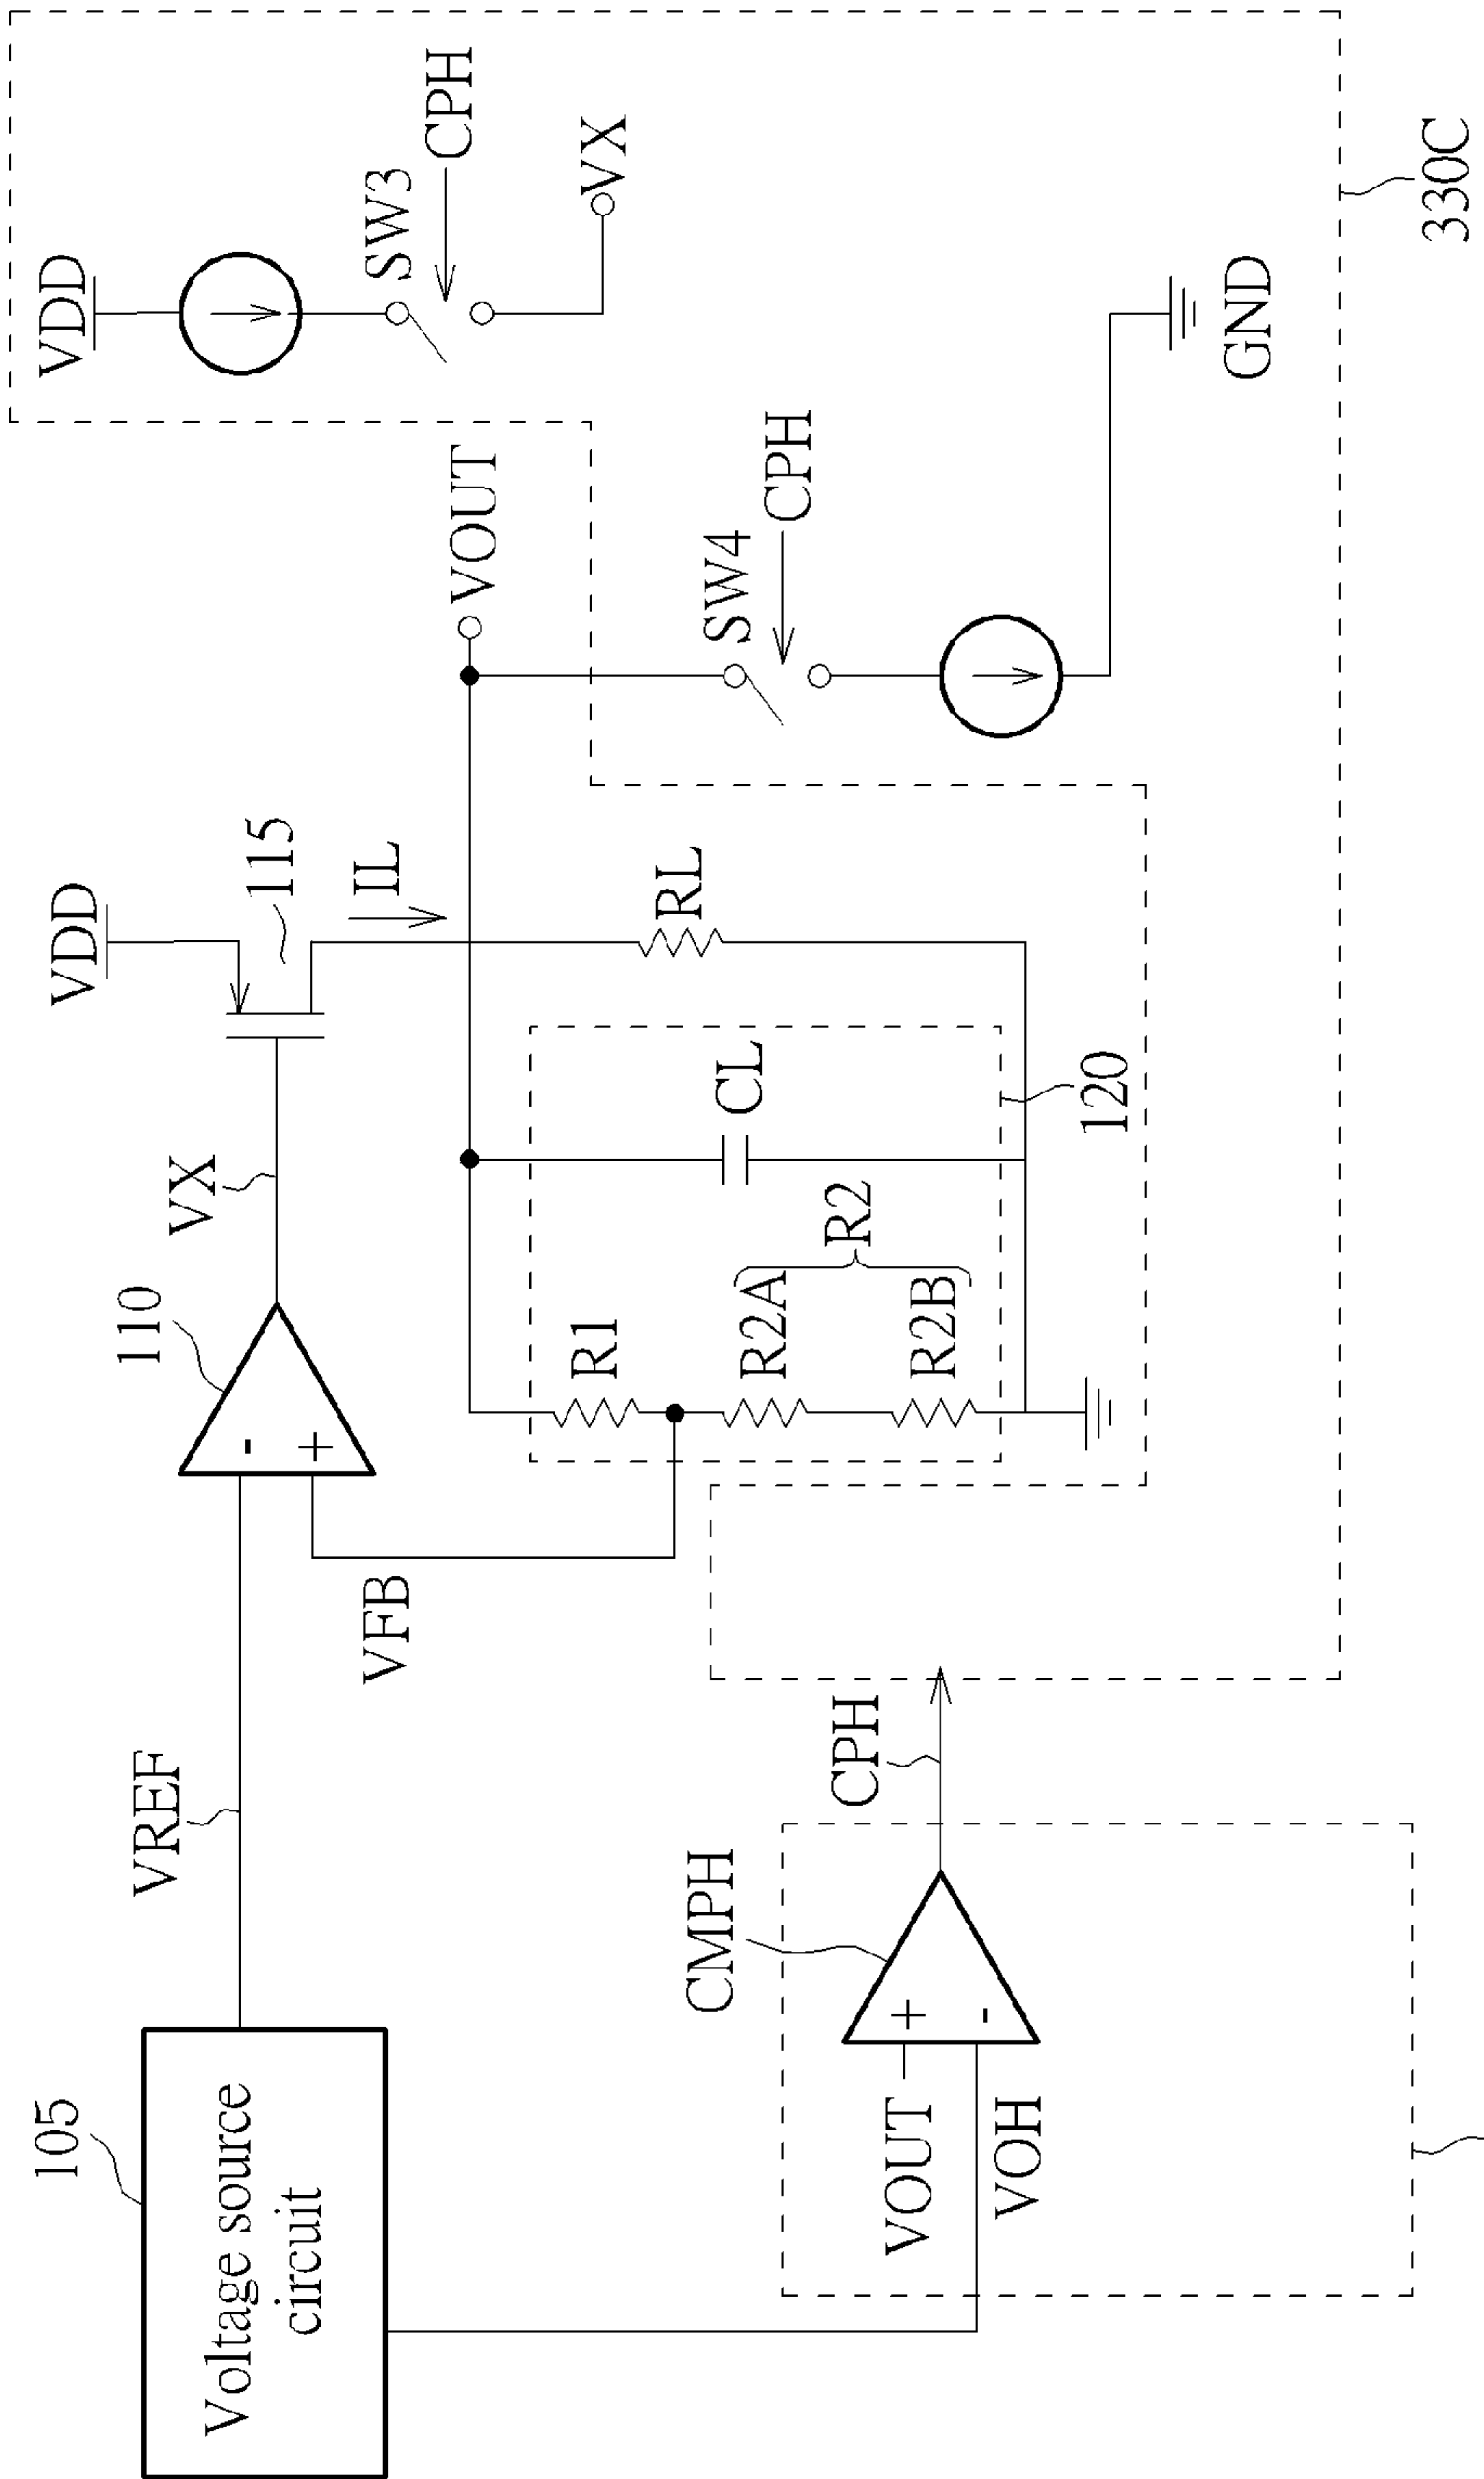 105
Voltage source
circuit
VREF
110
-
+
VX
VDD
115
IL
VFB
VOUT
VDD
SW3
CPH
VX
R1
R2A
R2B
R2
CL
RL
120
SW4
CPH
GND
CMPH
VOUT
VOH
+
-
CPH
330C